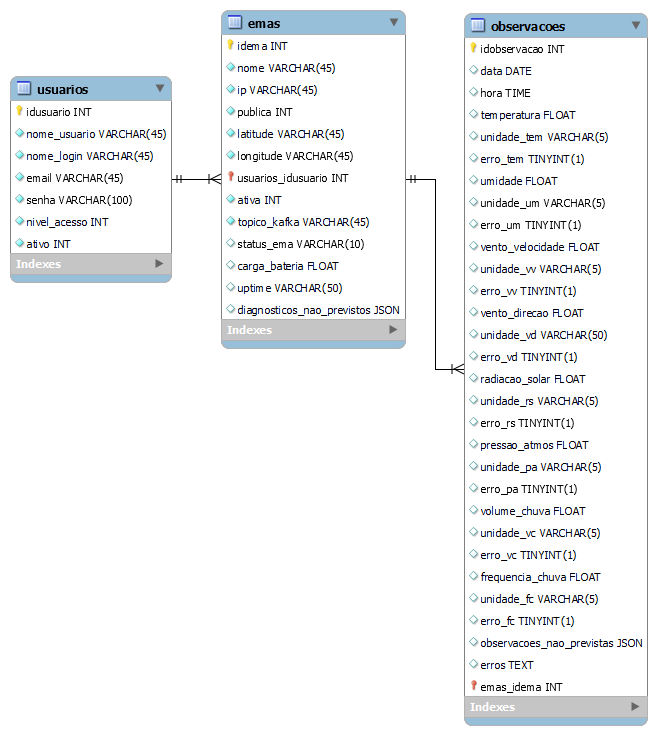 usuarios
idusuario INT
nome_usuario VARCHAR(45)
nome_login VARCHAR(45)
email VARCHAR(45)
senha VARCHAR(100)
nivel_acesso INT
ativo INT
Indexes
emas
idema INT
nome VARCHAR(45)
ip VARCHAR(45)
publica INT
latitude VARCHAR(45)
longitude VARCHAR(45)
usuarios_idusuario INT
ativa INT
topico_kafka VARCHAR(45)
status_ema VARCHAR(10)
carga_bateria FLOAT
uptime VARCHAR(50)
diagnosticos_nao_previstos JSON
Indexes
observacoes
idobservacao INT
data DATE
hora TIME
temperatura FLOAT
unidade_tem VARCHAR(5)
erro_tem TINYINT(1)
umidade FLOAT
unidade_um VARCHAR(5)
erro_um TINYINT(1)
vento_velocidade FLOAT
unidade_vv VARCHAR(5)
erro_vv TINYINT(1)
vento_direcao FLOAT
unidade_vd VARCHAR(50)
erro_vd TINYINT(1)
radiacao_solar FLOAT
unidade_rs VARCHAR(5)
erro_rs TINYINT(1)
pressao_atmos FLOAT
unidade_pa VARCHAR(5)
erro_pa TINYINT(1)
volume_chuva FLOAT
unidade_vc VARCHAR(5)
erro_vc TINYINT(1)
frequencia_chuva FLOAT
unidade_fc VARCHAR(5)
erro_fc TINYINT(1)
observacoes_nao_previstas JSON
erros TEXT
emas_idema INT
Indexes